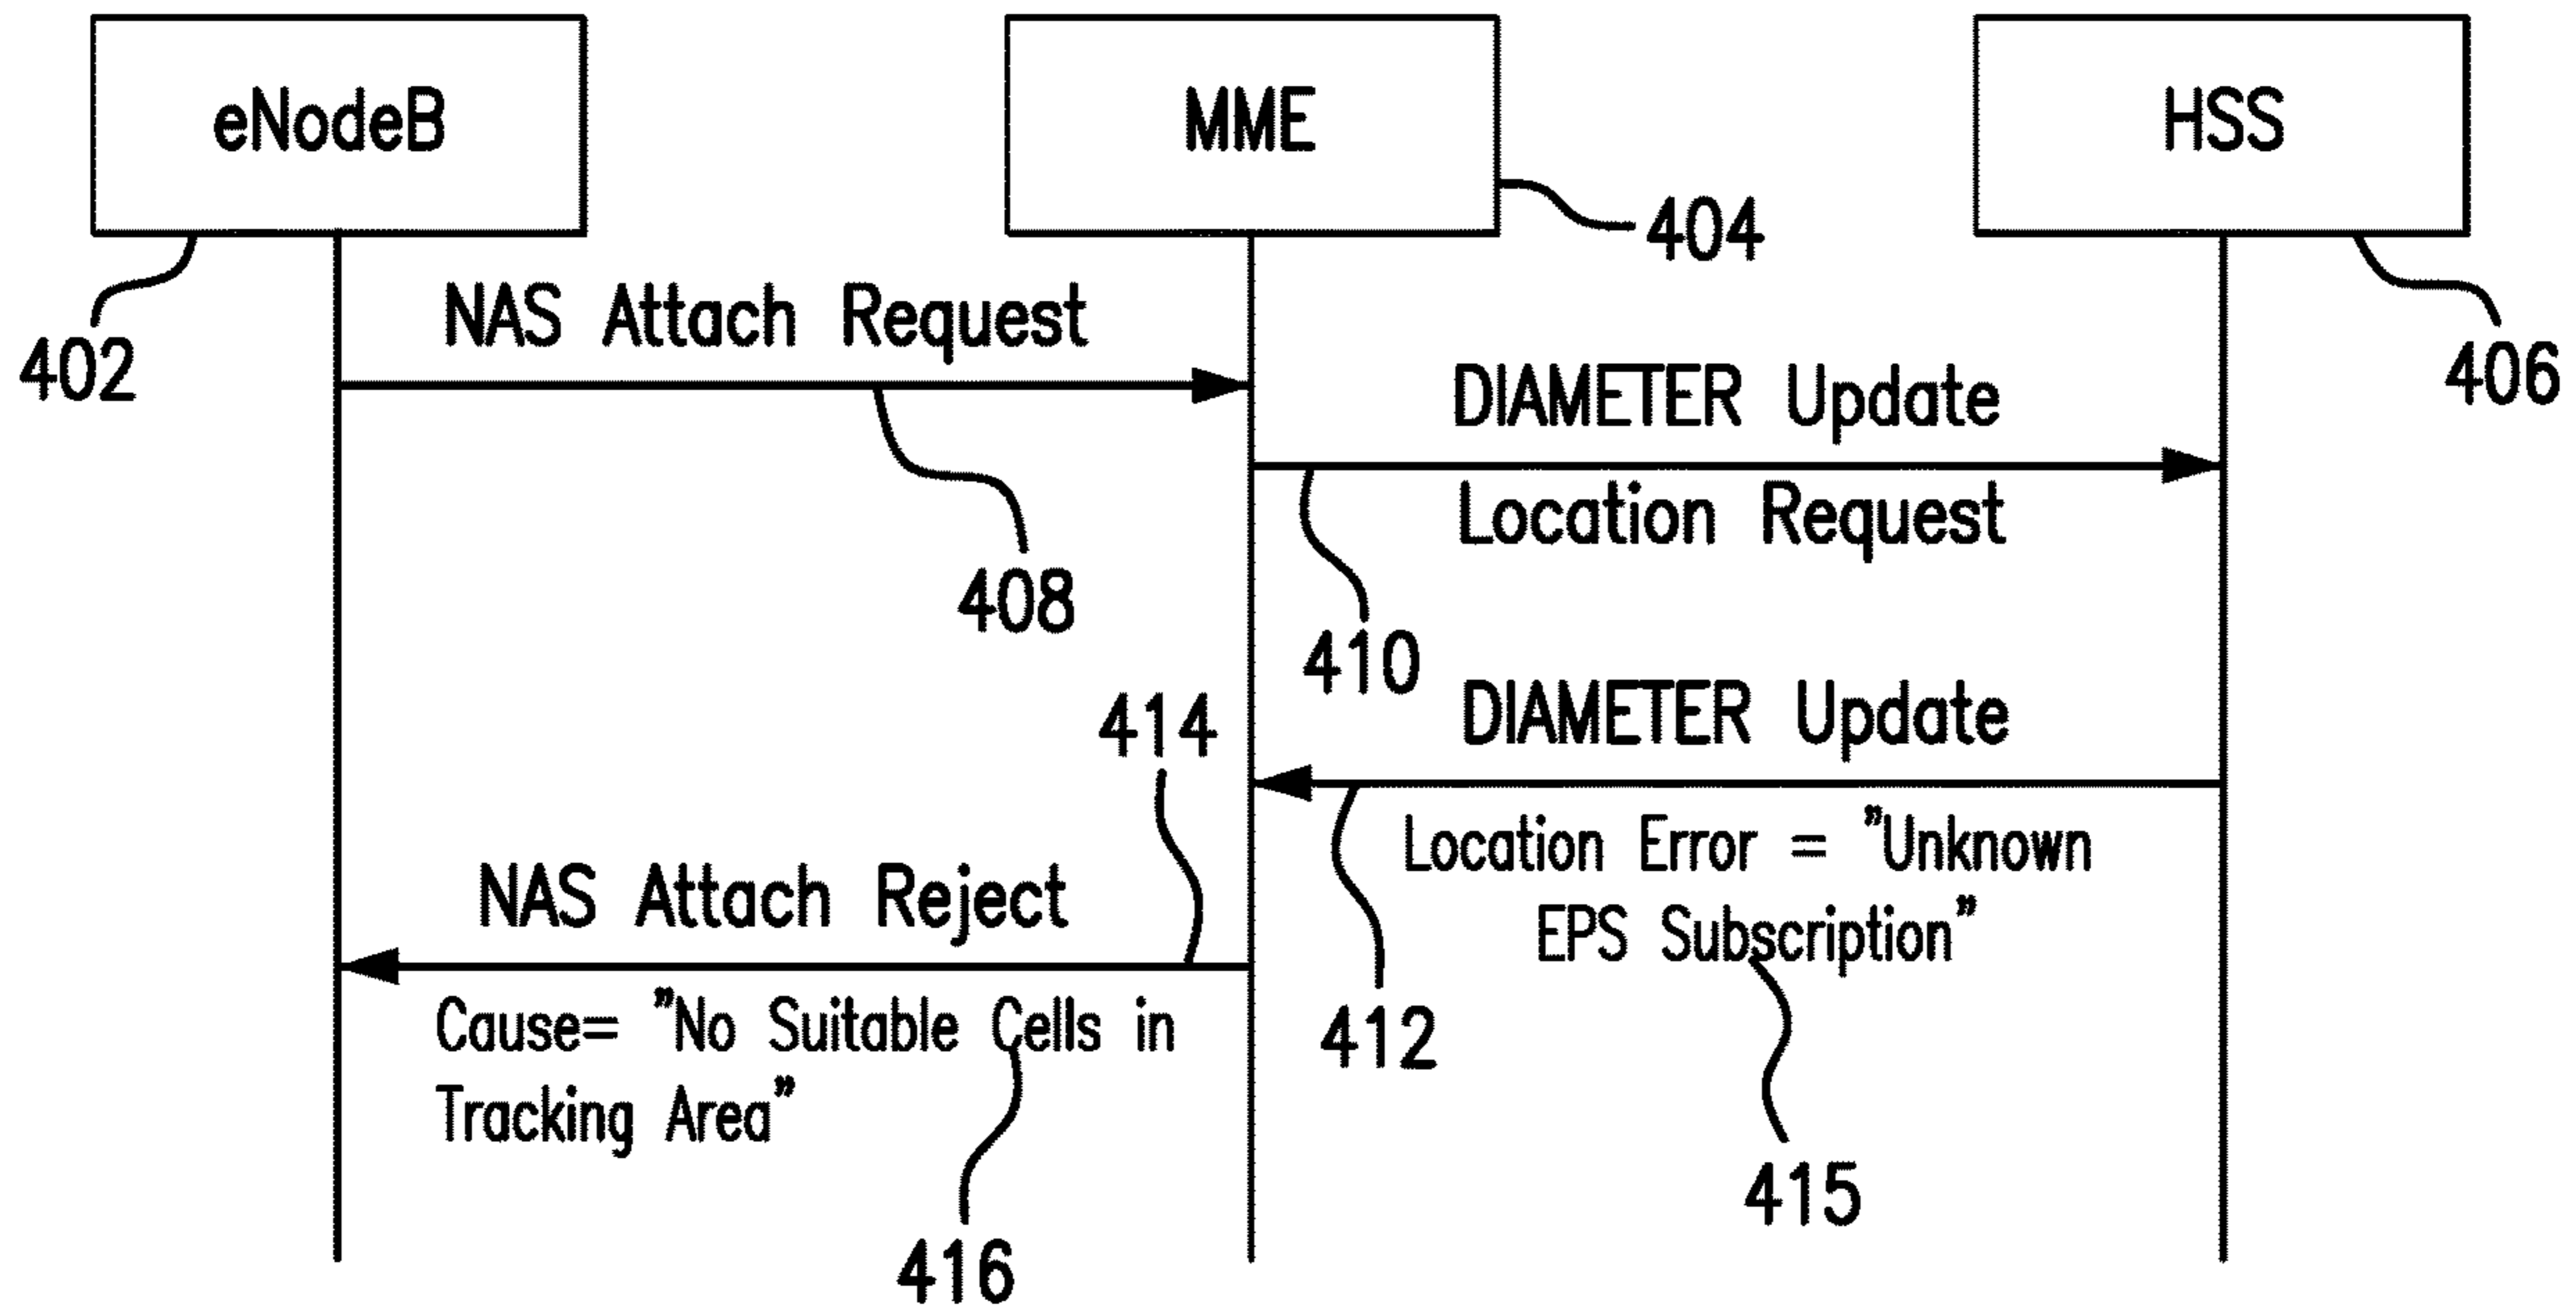 eNodeB
MME
HSS
404
402
406
NAS Attach Request
DIAMETER Update
Location Request
408
410
DIAMETER Update
414
Location Error = "Unknown
EPS Subscription"
NAS Attach Reject
Cause= "No Suitable Cells in
Tracking Area"
412
415
416